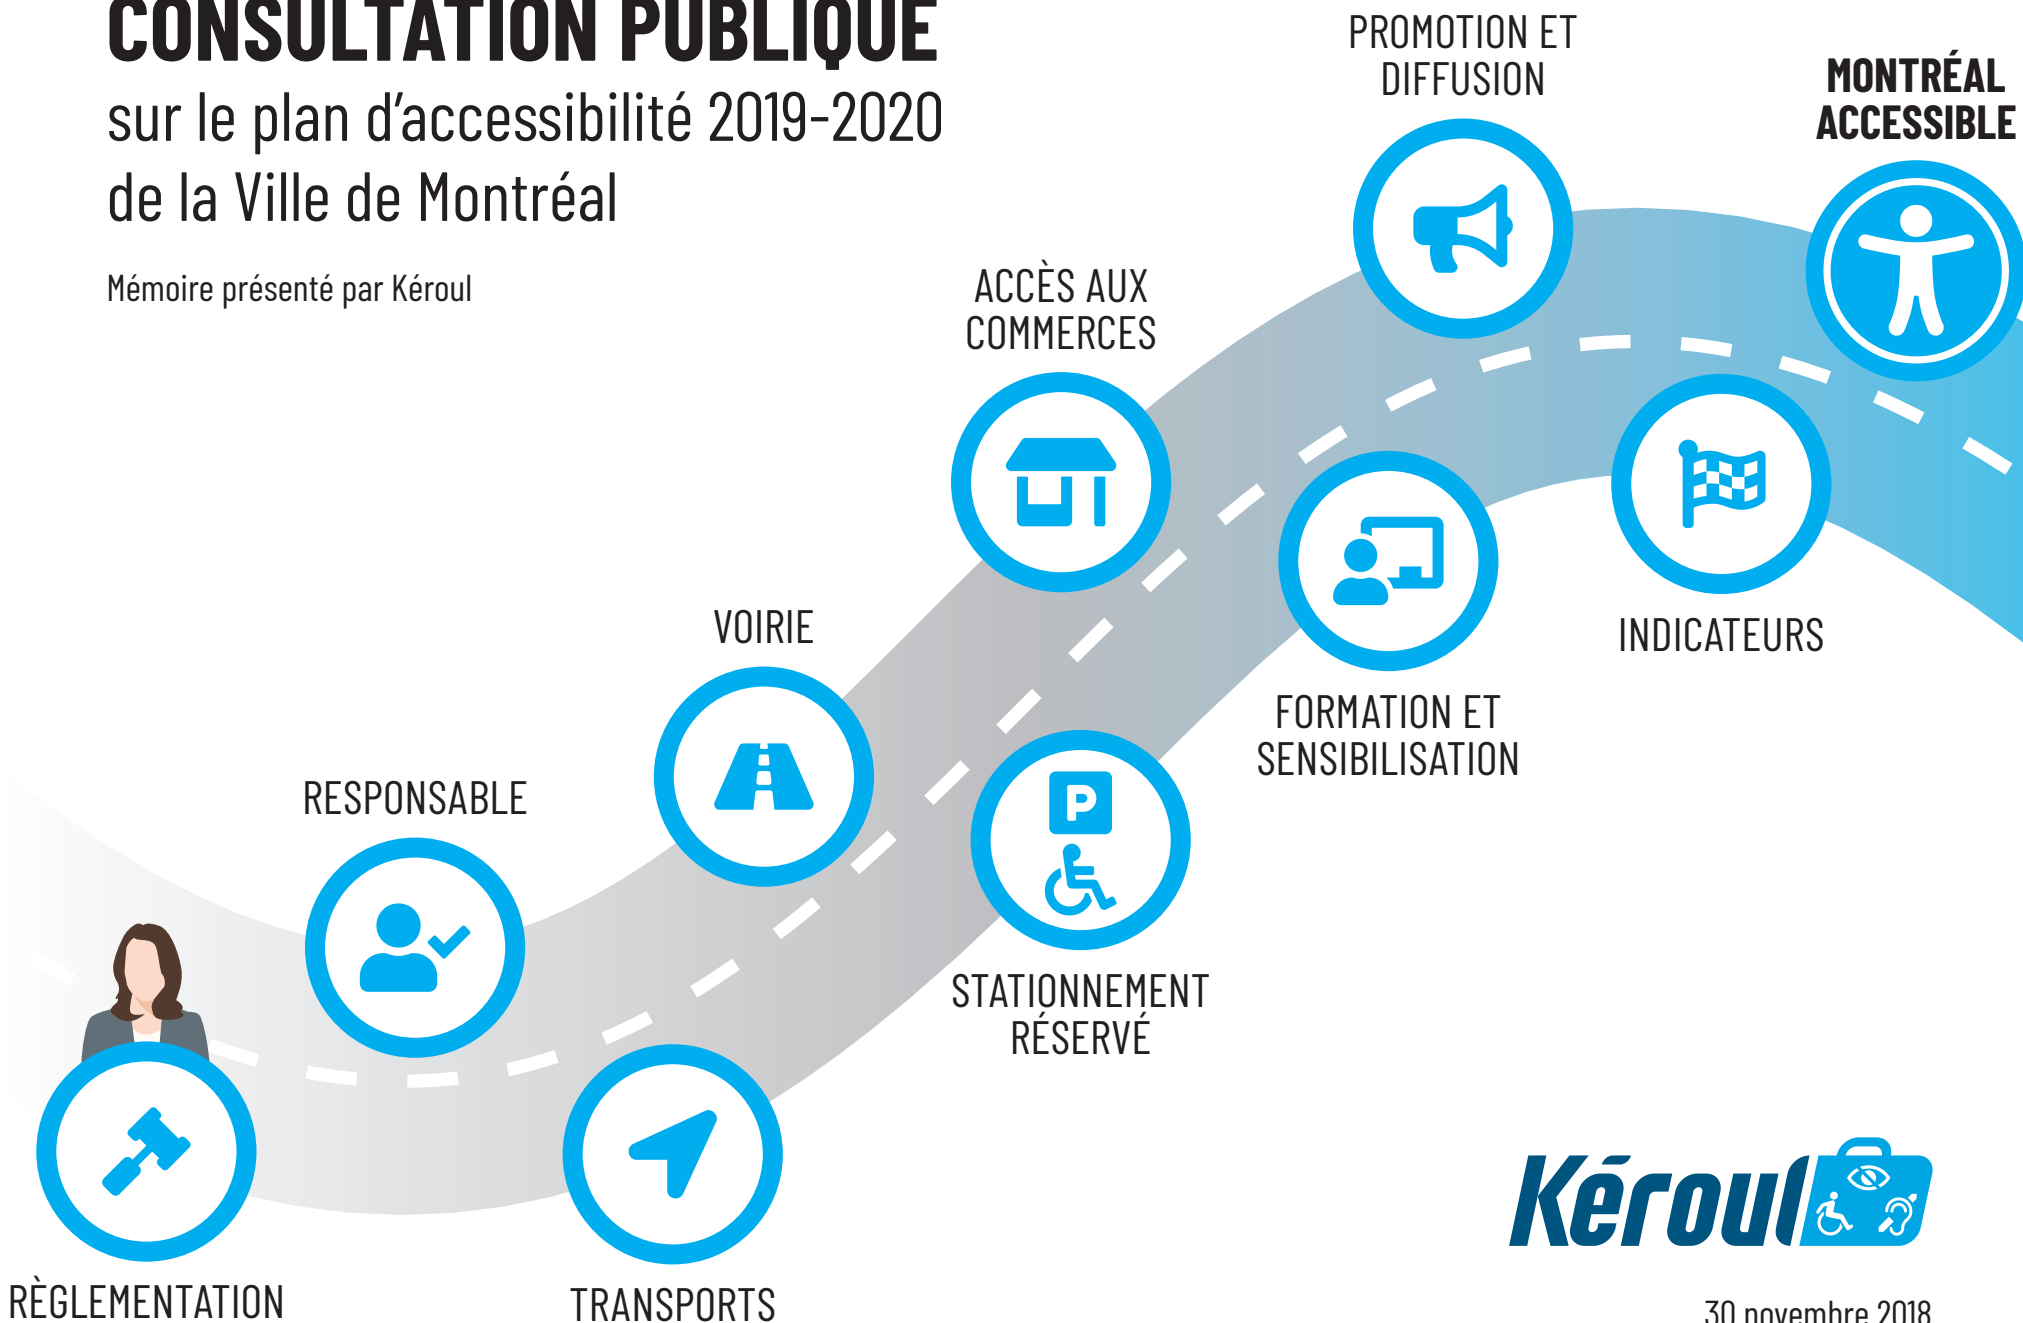 CONSULTATION PUBLIQUE
sur le plan d'accessibilité 2019-2020
de la Ville de Montréal
Mémoire présenté par Kéroul
PROMOTION ET
DIFFUSION
MONTRÉAL
ACCESSIBLE
ACCÈS AUX
COMMERCES
VOIRIE
INDICATEURS
FORMATION ET
SENSIBILISATION
RESPONSABLE
P
STATIONNEMENT
RÉSERVÉ
RÈGLEMENTATION
TRANSPORTS
Kéroul
30 novembre 2018